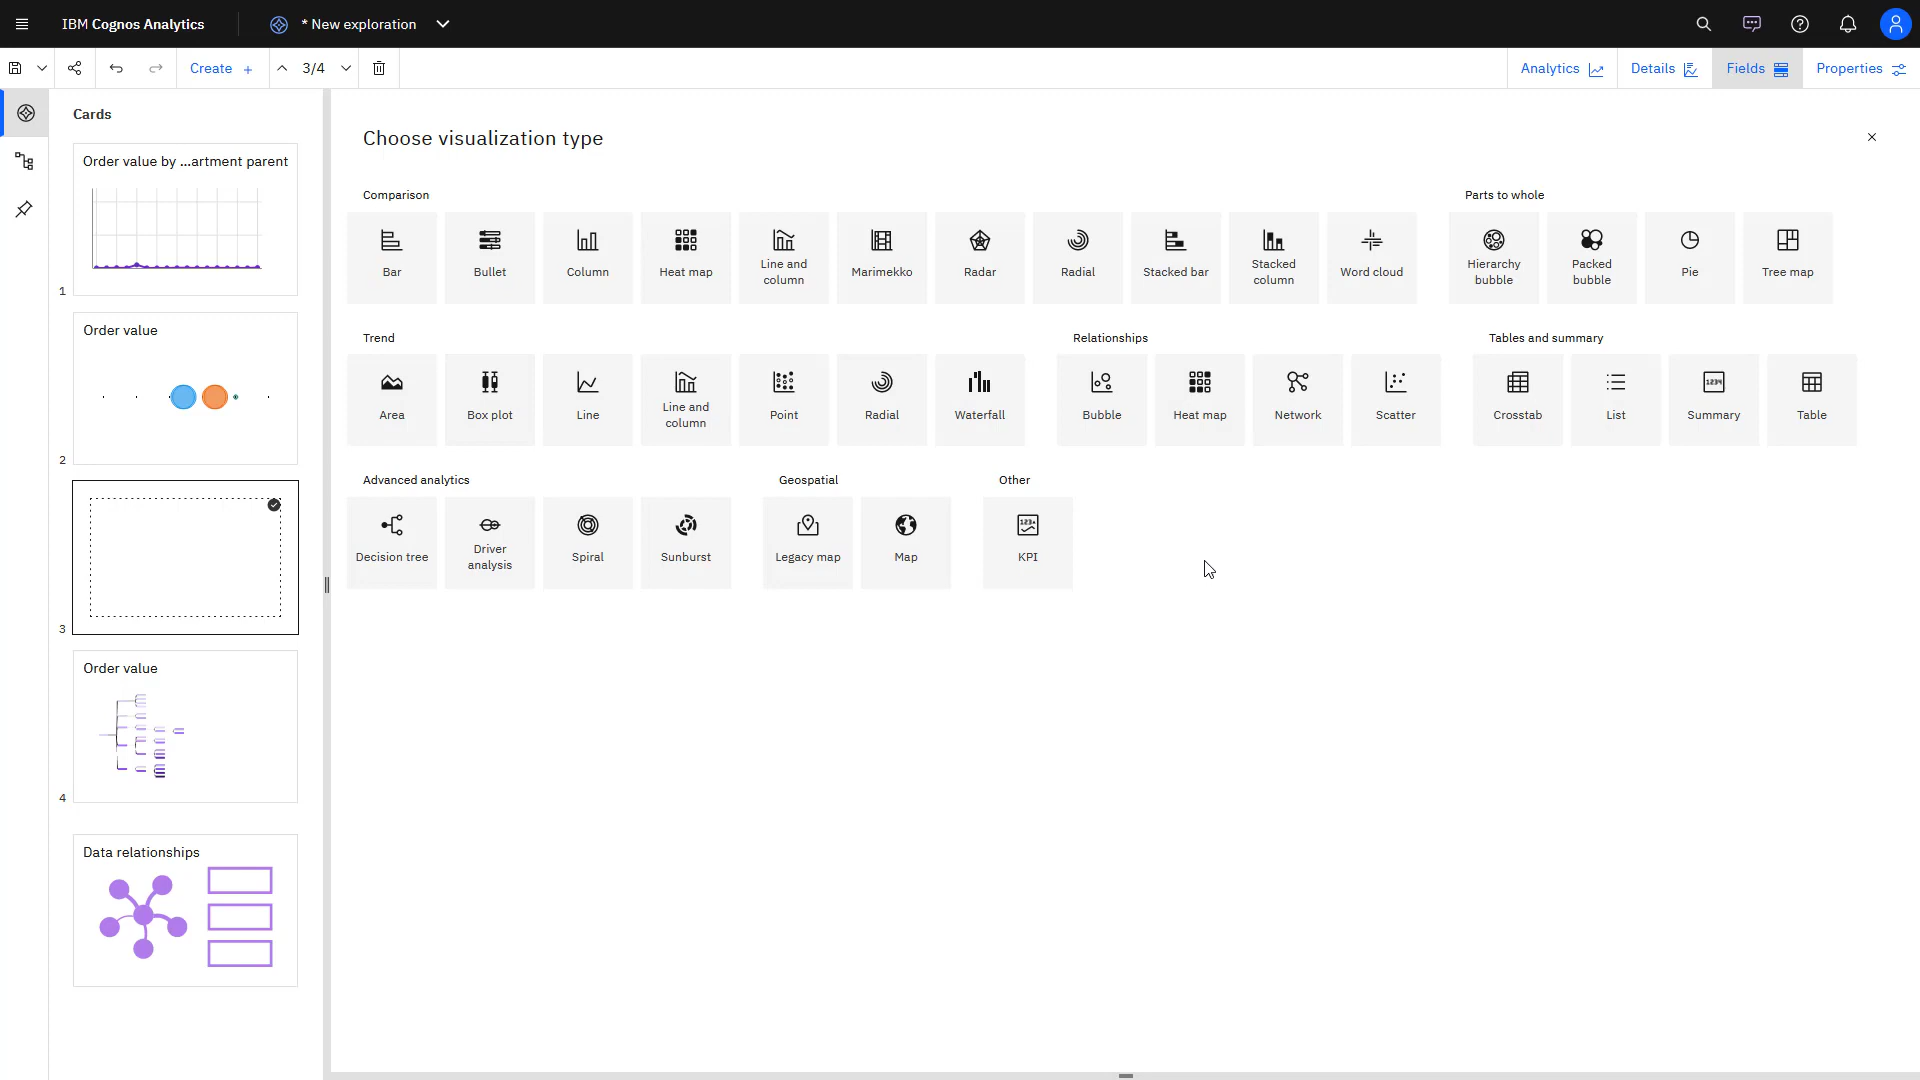 IBM Cognos Analytics
* New exploration
Create +
3/4
Analytics
Details
Fields
Properties
Cards
Order value by ...artment parent
1
Order value
2
3
Order value
4
Data relationships
Choose visualization type
Comparison
Bar
Bullet
Column
Heat map
Line and
column
Marimekko
Radar
Radial
Stacked bar
Stacked
column
Word cloud
Parts to whole
Hierarchy
bubble
Packed
bubble
Pie
Tree map
Trend
Area
Box plot
Line
Line and
column
Point
Radial
Waterfall
Relationships
Bubble
Heat map
Network
Scatter
Tables and summary
Crosstab
List
1234
Summary
Table
Advanced analytics
Decision tree
Driver
analysis
Spiral
Sunburst
Geospatial
Legacy map
Map
Other
KPI